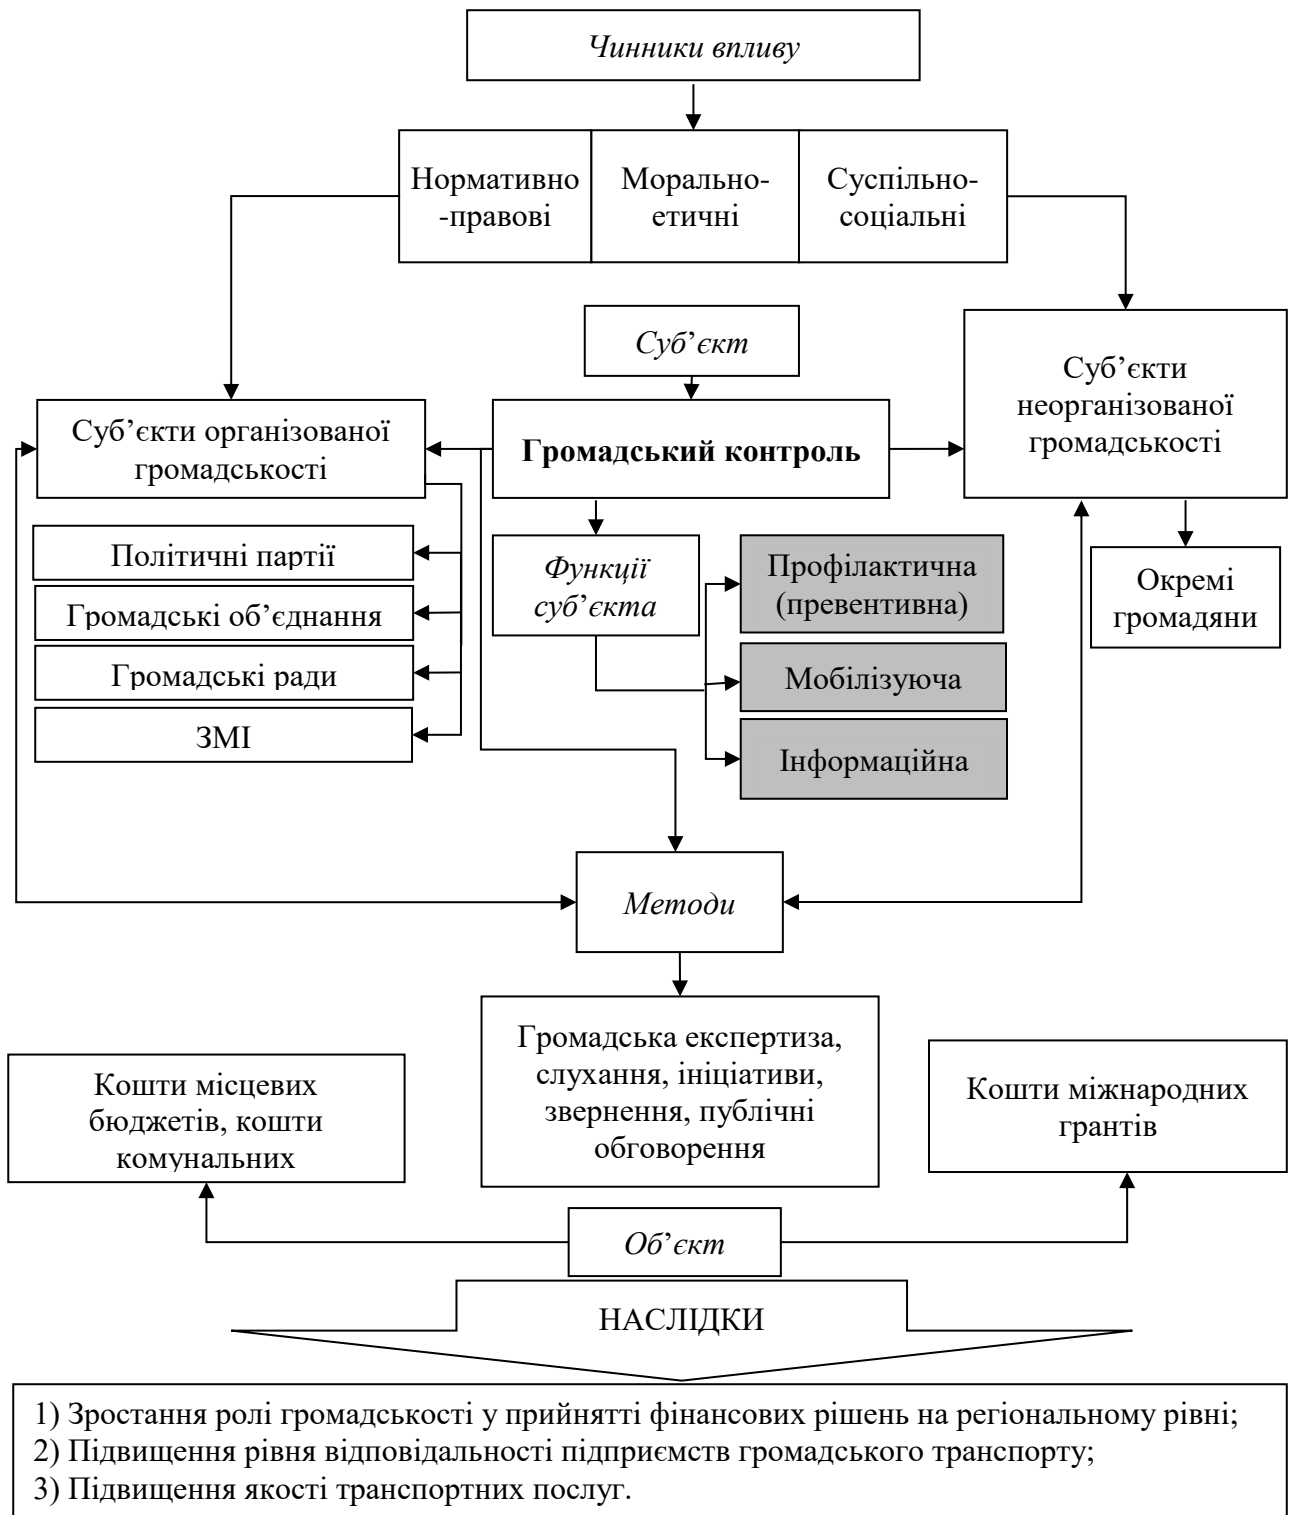 Чинники впливу
Нормативно
-правові
Морально-
етичні
Суспільно-
соціальні
Суб’єкт
Суб’єкти організованої
громадськості
Громадський контроль
Суб’єкти
неорганізованої
громадськості
Політичні партії
Громадські об’єднання
Громадські ради
ЗМІ
Функції
суб’єкта
Профілактична
(превентивна)
Мобілізуюча
Інформаційна
Окремі
громадяни
Методи
Громадська експертиза,
слухання, ініціативи,
звернення, публічні
обговорення
Кошти місцевих
бюджетів, кошти
комунальних
Кошти міжнародних
грантів
Об’єкт
НАСЛІДКИ
1) Зростання ролі громадськості у прийнятті фінансових рішень на регіональному рівні;
2) Підвищення рівня відповідальності підприємств громадського транспорту;
3) Підвищення якості транспортних послуг.